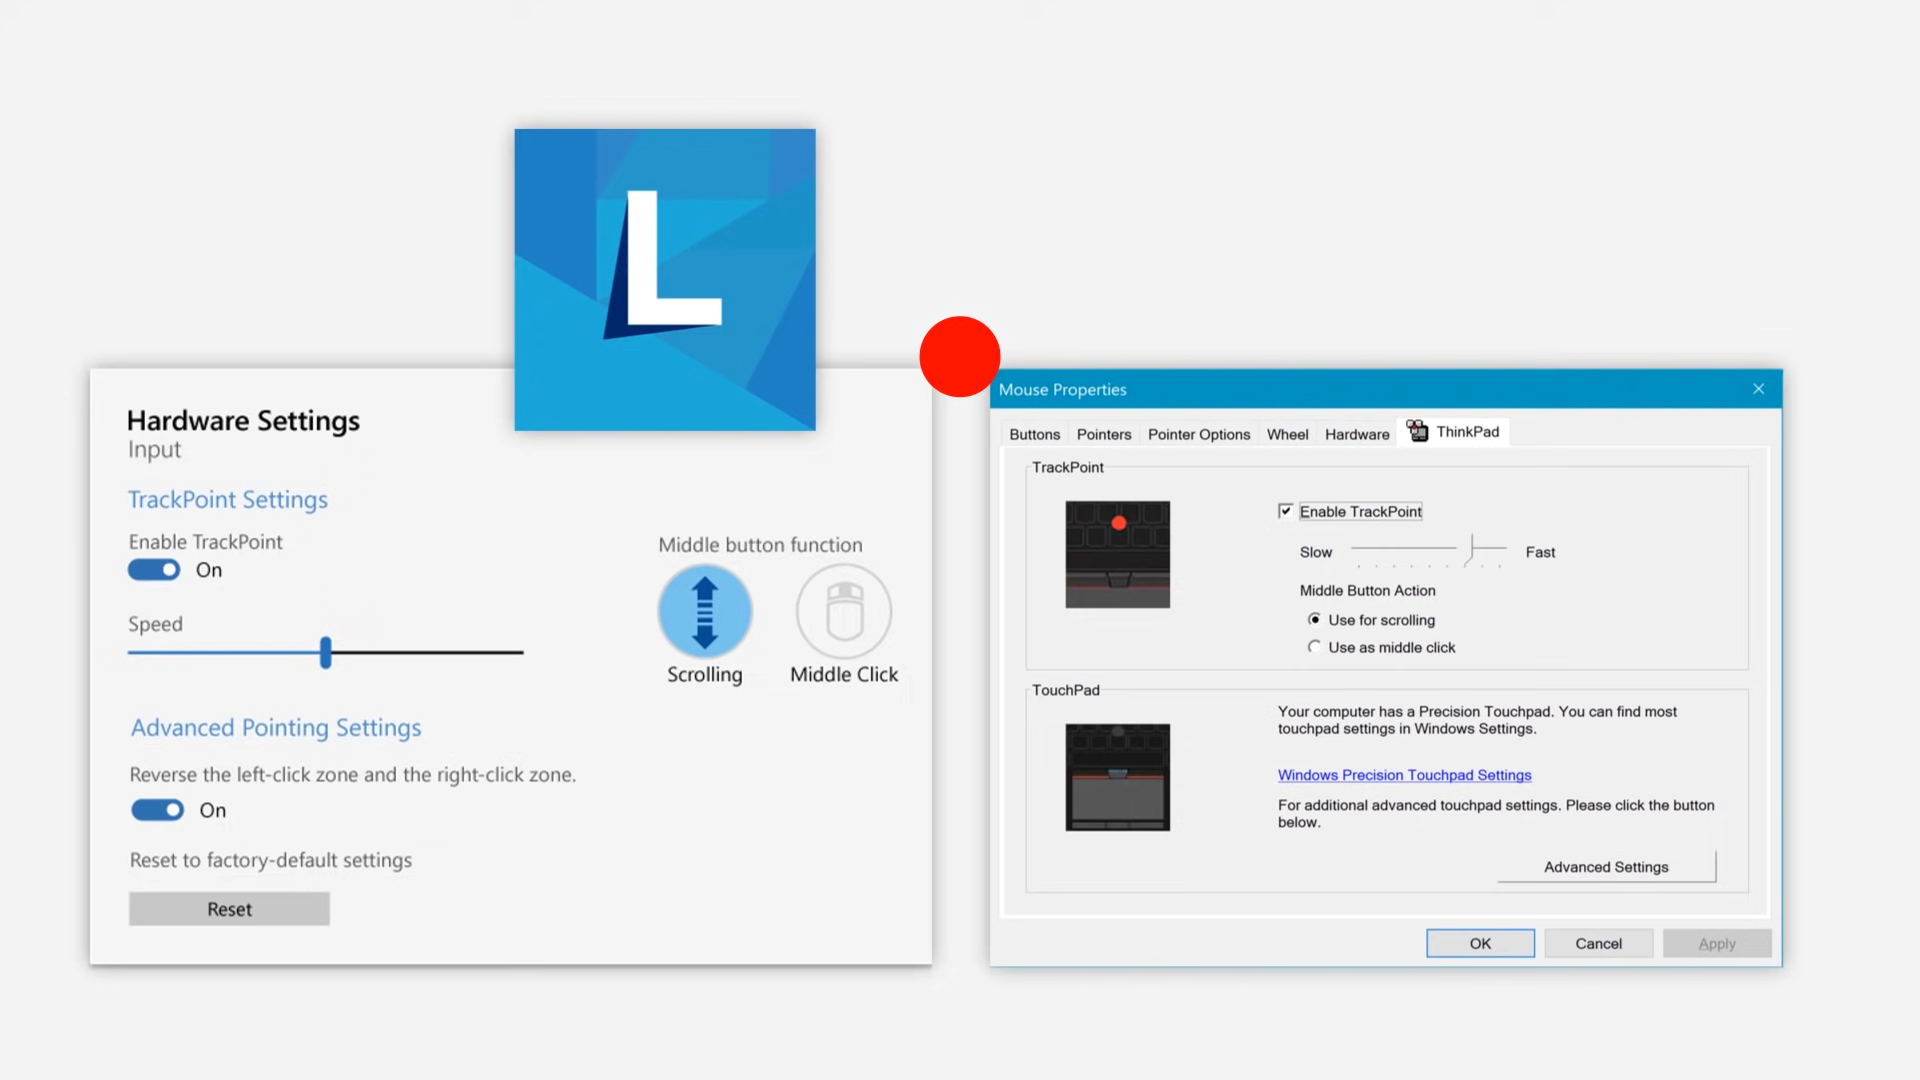 L
Hardware Settings
Input
TrackPoint Settings
Enable TrackPoint
On
Speed
Middle button function
Scrolling
Middle Click
Advanced Pointing Settings
Reverse the left-click zone and the right-click zone.
On
Reset to factory-default settings
Reset
Mouse Properties
Buttons Pointers Pointer Options Wheel Hardware ThinkPad
TrackPoint
Enable TrackPoint
Slow Fast
Middle Button Action
Use for scrolling
Use as middle click
TouchPad
Your computer has a Precision Touchpad. You can find most
touchpad settings in Windows Settings.
Windows Precision Touchpad Settings
For additional advanced touchpad settings. Please click the button
below.
Advanced Settings
OK Cancel Apply